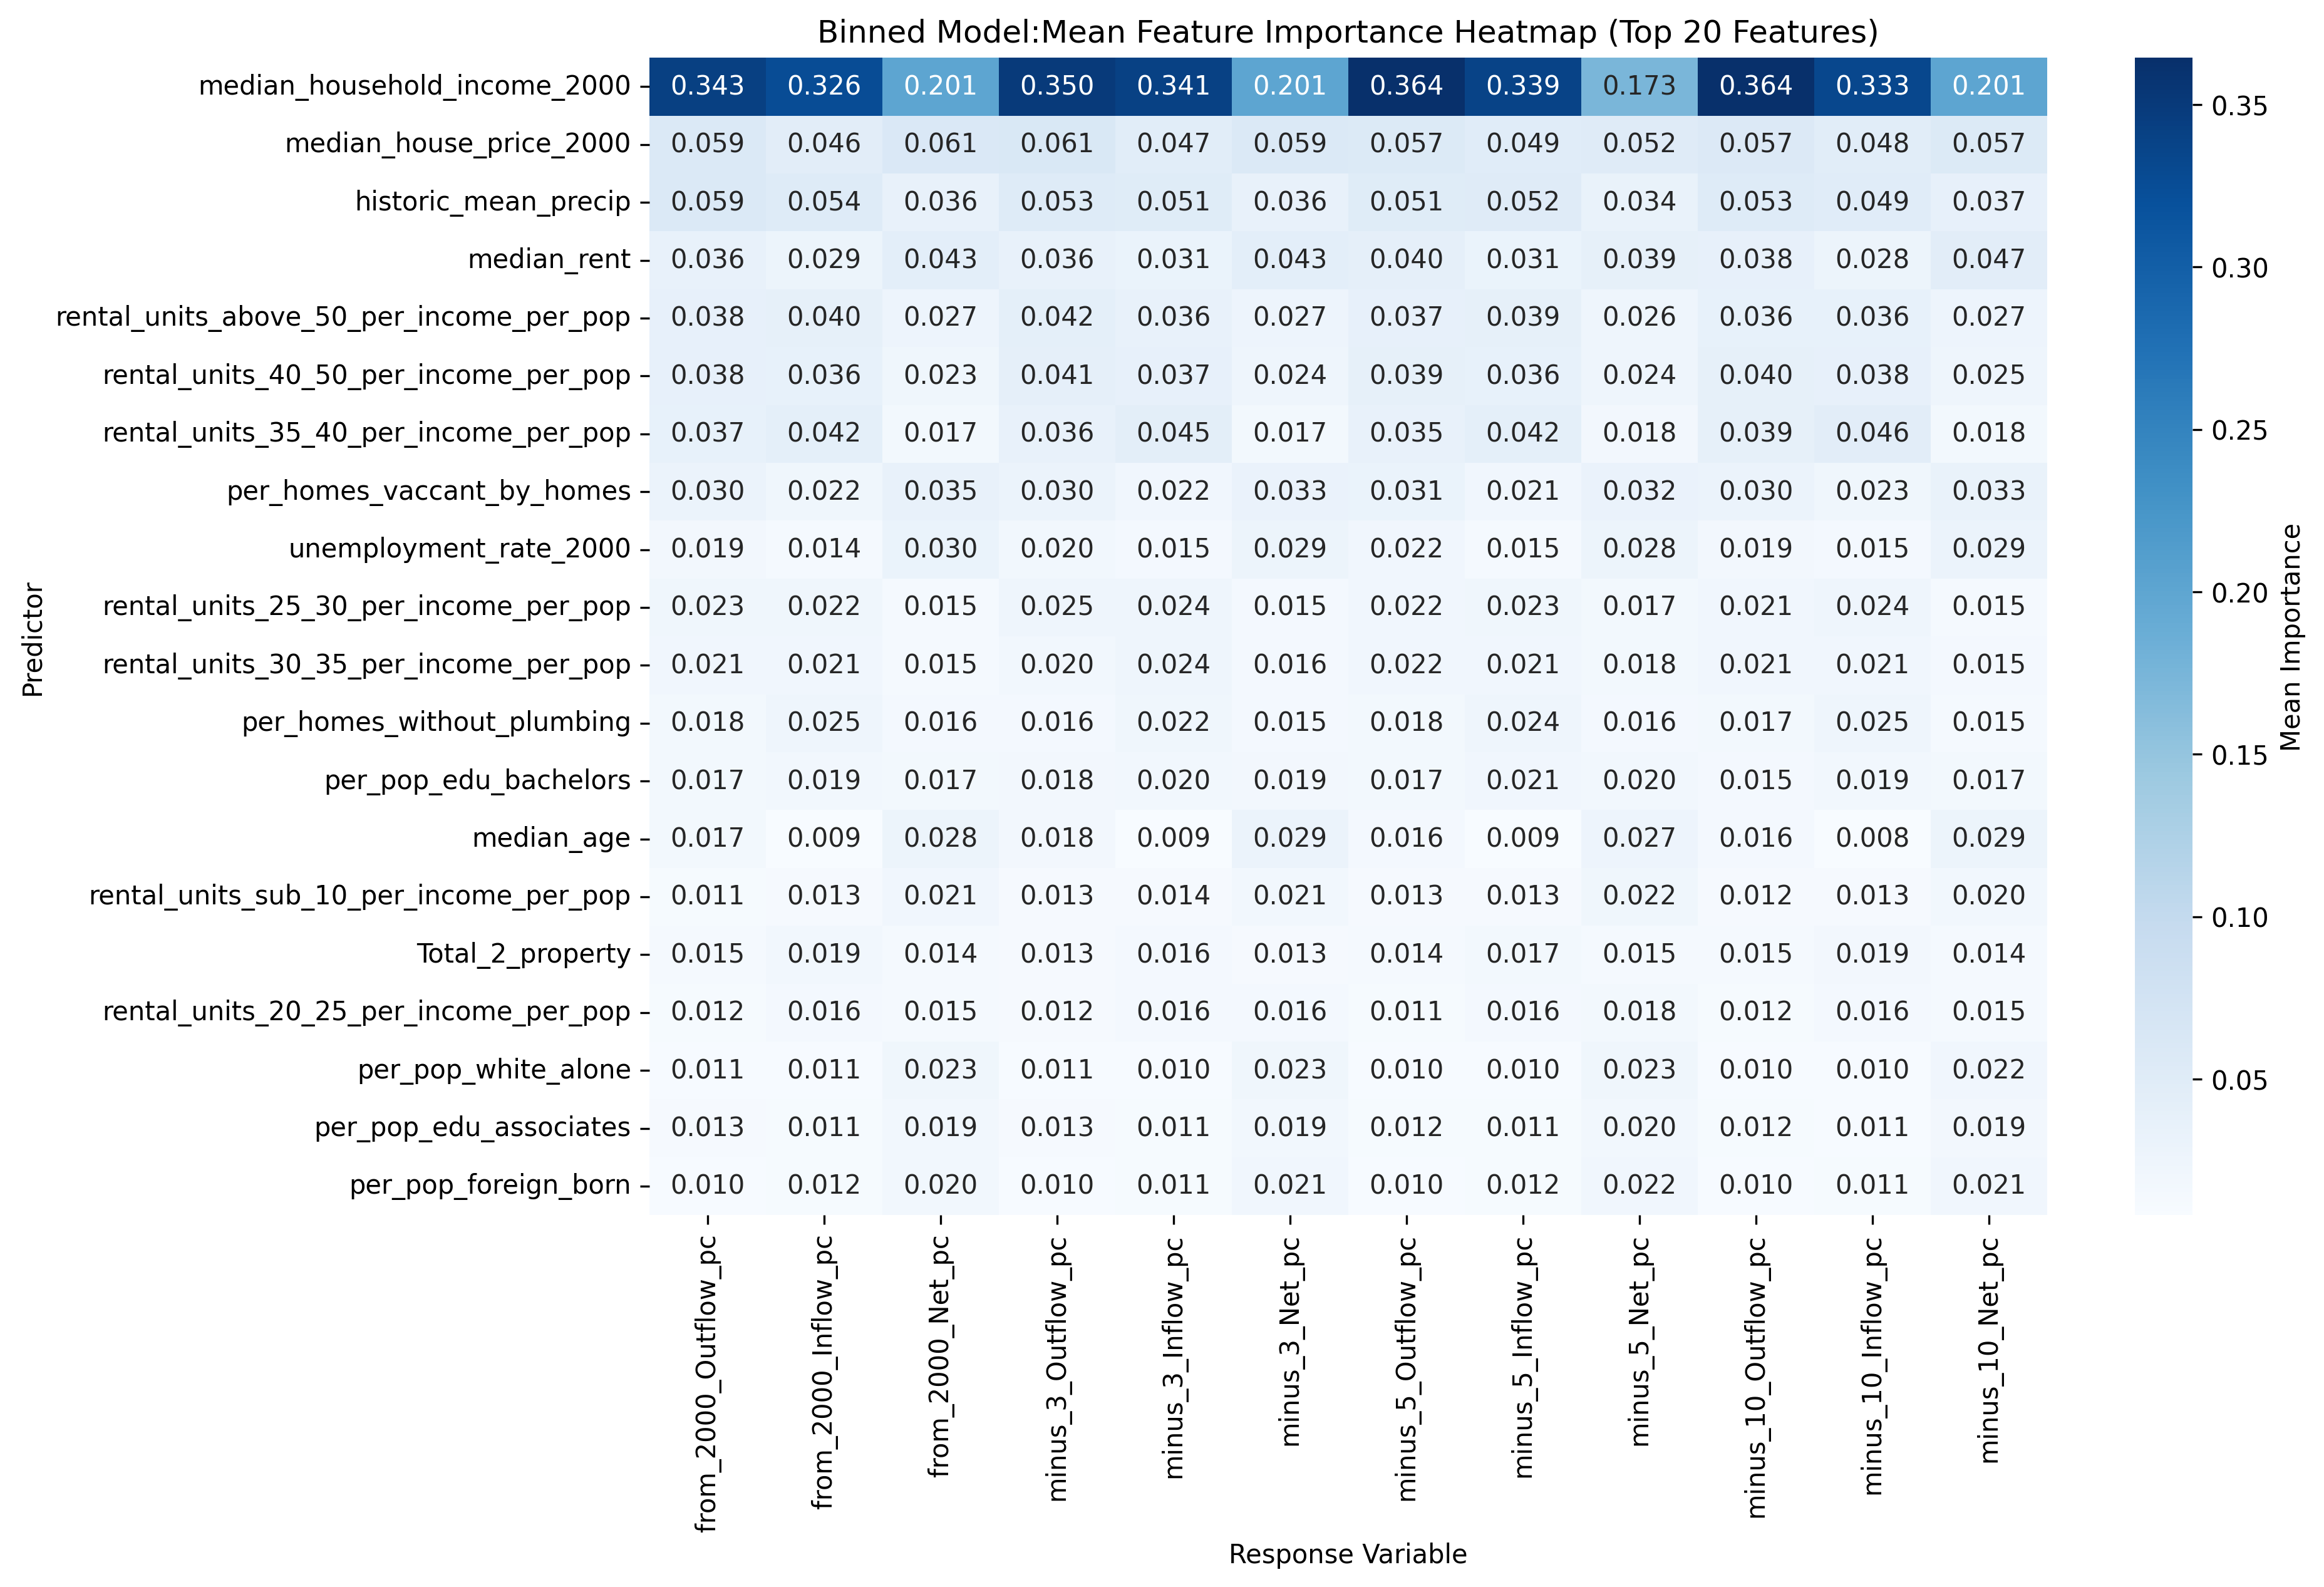 Binned Model:Mean Feature Importance Heatmap (Top 20 Features)
median_household_income_2000 0.343 0.326 0.201 0.350 0.341 0.201 0.364 0.339 0.173 0.364 0.333 0.201
median_house_price_2000 0.059 0.046 0.061 0.061 0.047 0.059 0.057 0.049 0.052 0.057 0.048 0.057
historic_mean_precip 0.059 0.054 0.036 0.053 0.051 0.036 0.051 0.052 0.034 0.053 0.049 0.037
median_rent 0.036 0.029 0.043 0.036 0.031 0.043 0.040 0.031 0.039 0.038 0.028 0.047
rental_units_above_50_per_income_per_pop 0.038 0.040 0.027 0.042 0.036 0.027 0.037 0.039 0.026 0.036 0.036 0.027
rental_units_40_50_per_income_per_pop 0.038 0.036 0.023 0.041 0.037 0.024 0.039 0.036 0.024 0.040 0.038 0.025
rental_units_35_40_per_income_per_pop 0.037 0.042 0.017 0.036 0.045 0.017 0.035 0.042 0.018 0.039 0.046 0.018
per_homes_vaccant_by_homes 0.030 0.022 0.035 0.030 0.022 0.033 0.031 0.021 0.032 0.030 0.023 0.033
unemployment_rate_2000 0.019 0.014 0.030 0.020 0.015 0.029 0.022 0.015 0.028 0.019 0.015 0.029
rental_units_25_30_per_income_per_pop 0.023 0.022 0.015 0.025 0.024 0.015 0.022 0.023 0.017 0.021 0.024 0.015
rental_units_30_35_per_income_per_pop 0.021 0.021 0.015 0.020 0.024 0.016 0.022 0.021 0.018 0.021 0.021 0.015
per_homes_without_plumbing 0.018 0.025 0.016 0.016 0.022 0.015 0.018 0.024 0.016 0.017 0.025 0.015
per_pop_edu_bachelors 0.017 0.019 0.017 0.018 0.020 0.019 0.017 0.021 0.020 0.015 0.019 0.017
median_age 0.017 0.009 0.028 0.018 0.009 0.029 0.016 0.009 0.027 0.016 0.008 0.029
rental_units_sub_10_per_income_per_pop 0.011 0.013 0.021 0.013 0.014 0.021 0.013 0.013 0.022 0.012 0.013 0.020
Total_2_property 0.015 0.019 0.014 0.013 0.016 0.013 0.014 0.017 0.015 0.015 0.019 0.014
rental_units_20_25_per_income_per_pop 0.012 0.016 0.015 0.012 0.016 0.016 0.011 0.016 0.018 0.012 0.016 0.015
per_pop_white_alone 0.011 0.011 0.023 0.011 0.010 0.023 0.010 0.010 0.023 0.010 0.010 0.022
per_pop_edu_associates 0.013 0.011 0.019 0.013 0.011 0.019 0.012 0.011 0.020 0.012 0.011 0.019
per_pop_foreign_born 0.010 0.012 0.020 0.010 0.011 0.021 0.010 0.012 0.022 0.010 0.011 0.021
Predictor
from_2000_Outflow_pc
from_2000_Inflow_pc
from_2000_Net_pc
minus_3_Outflow_pc
minus_3_Inflow_pc
minus_3_Net_pc
minus_5_Outflow_pc
minus_5_Inflow_pc
minus_5_Net_pc
minus_10_Outflow_pc
minus_10_Inflow_pc
minus_10_Net_pc
Response Variable
0.35
0.30
0.25
0.20
0.15
0.10
0.05
Mean Importance